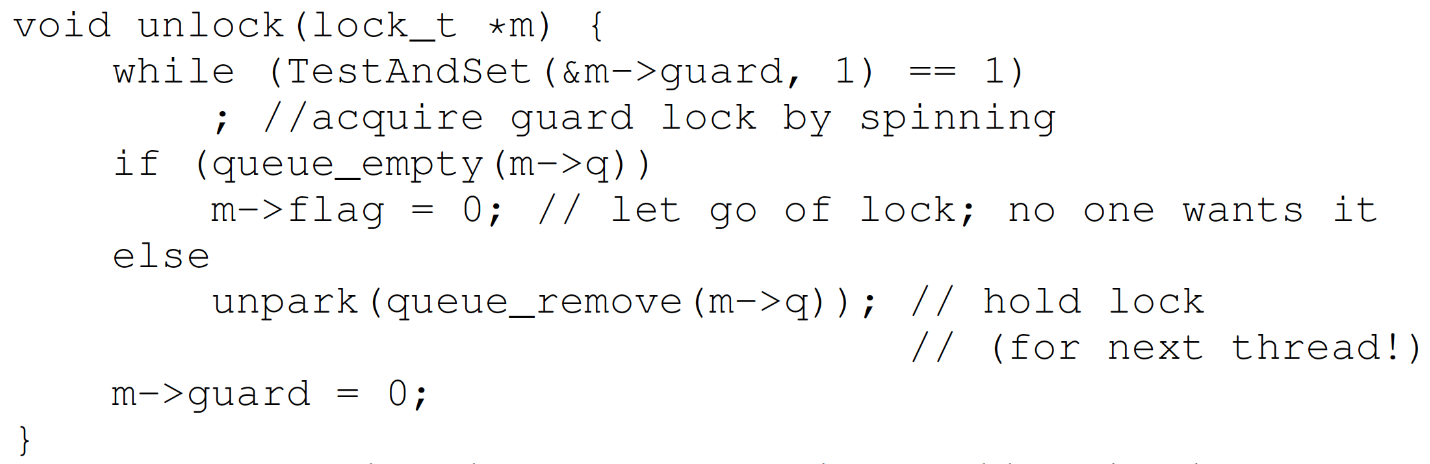 void unlock(lock_t *m) {
    while (TestAndSet(&m->guard, 1) == 1)
        ; //acquire guard lock by spinning
    if (queue_empty(m->q))
        m->flag = 0; // let go of lock; no one wants it
    else
        unpark(queue_remove(m->q)); // hold lock
                                    // (for next thread!)
    m->guard = 0;
}